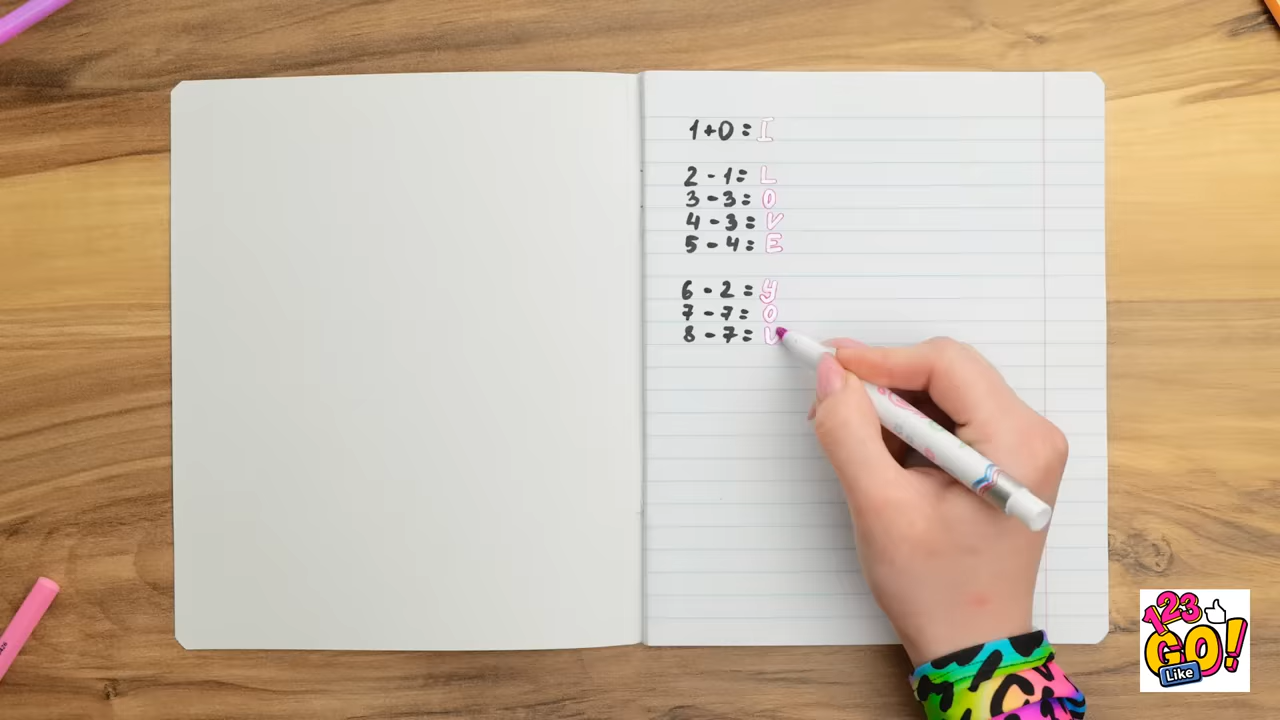 1+0=I
2-1=L
3-3=O
4-3=V
5-4=E
6-2=Y
7-7=O
8-7=U
123
GO!
Like